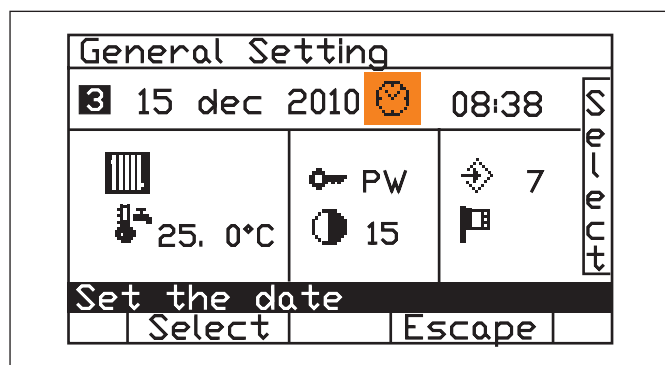 General Setting
3 15 dec 2010 08:38
PW 7
25. 0°C 15
Select
Set the date
Select Escape